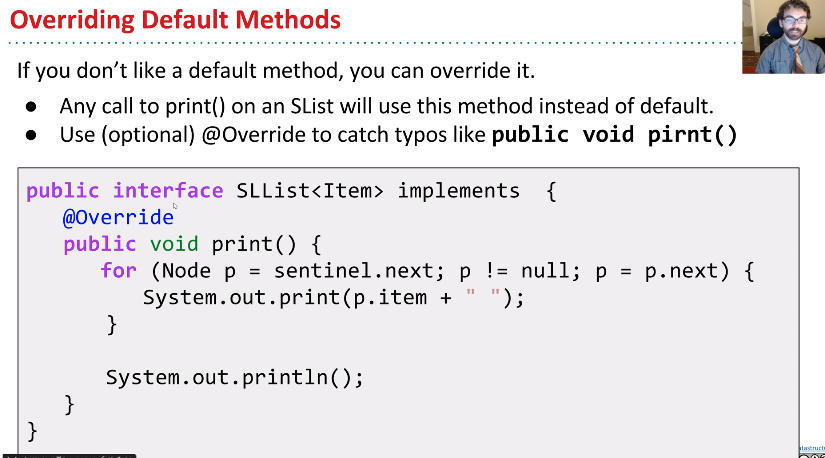 Overriding Default Methods
If you don’t like a default method, you can override it.
● Any call to print() on an SList will use this method instead of default.
● Use (optional) @Override to catch typos like public void pirnt()
public interface SLList<Item> implements {
@Override
public void print() {
for (Node p = sentinel.next; p != null; p = p.next) {
System.out.print(p.item + " ");
}
System.out.println();
}
}